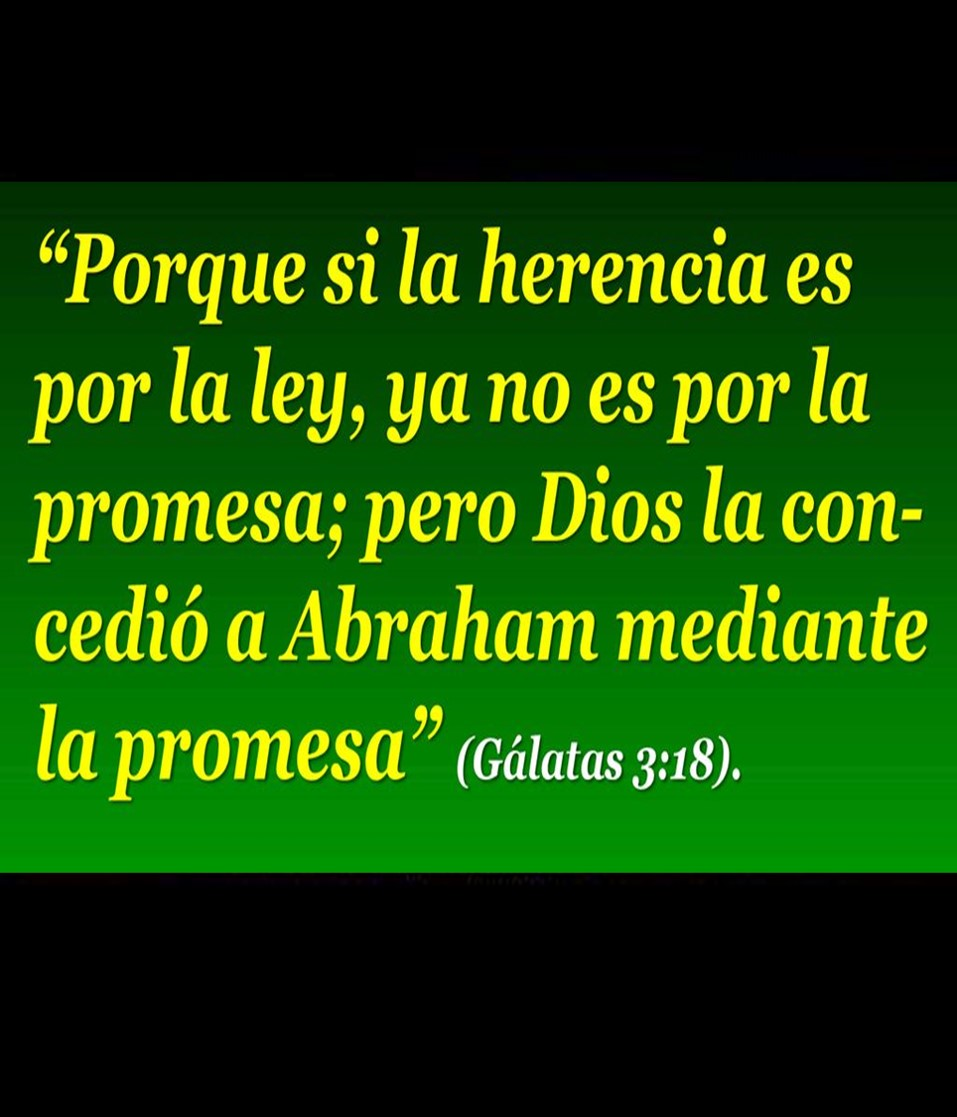 “Porque si la herencia es
por la ley, ya no es por la
promesa; pero Dios la con-
cedió a Abraham mediante
la promesa” (Gálatas 3:18).